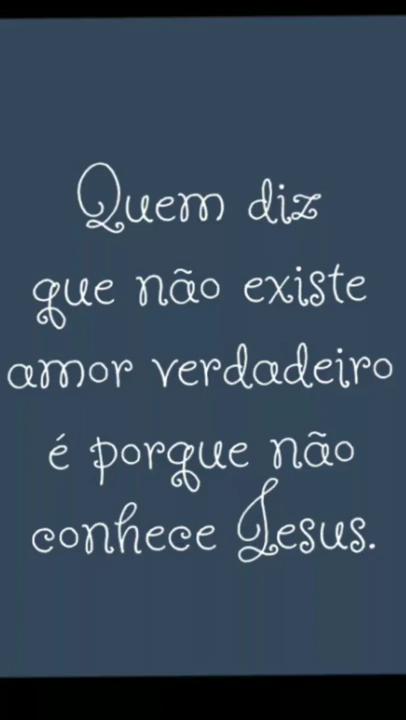 Quem diz
que não existe
amor verdadeiro
é porque não
conhece Jesus.